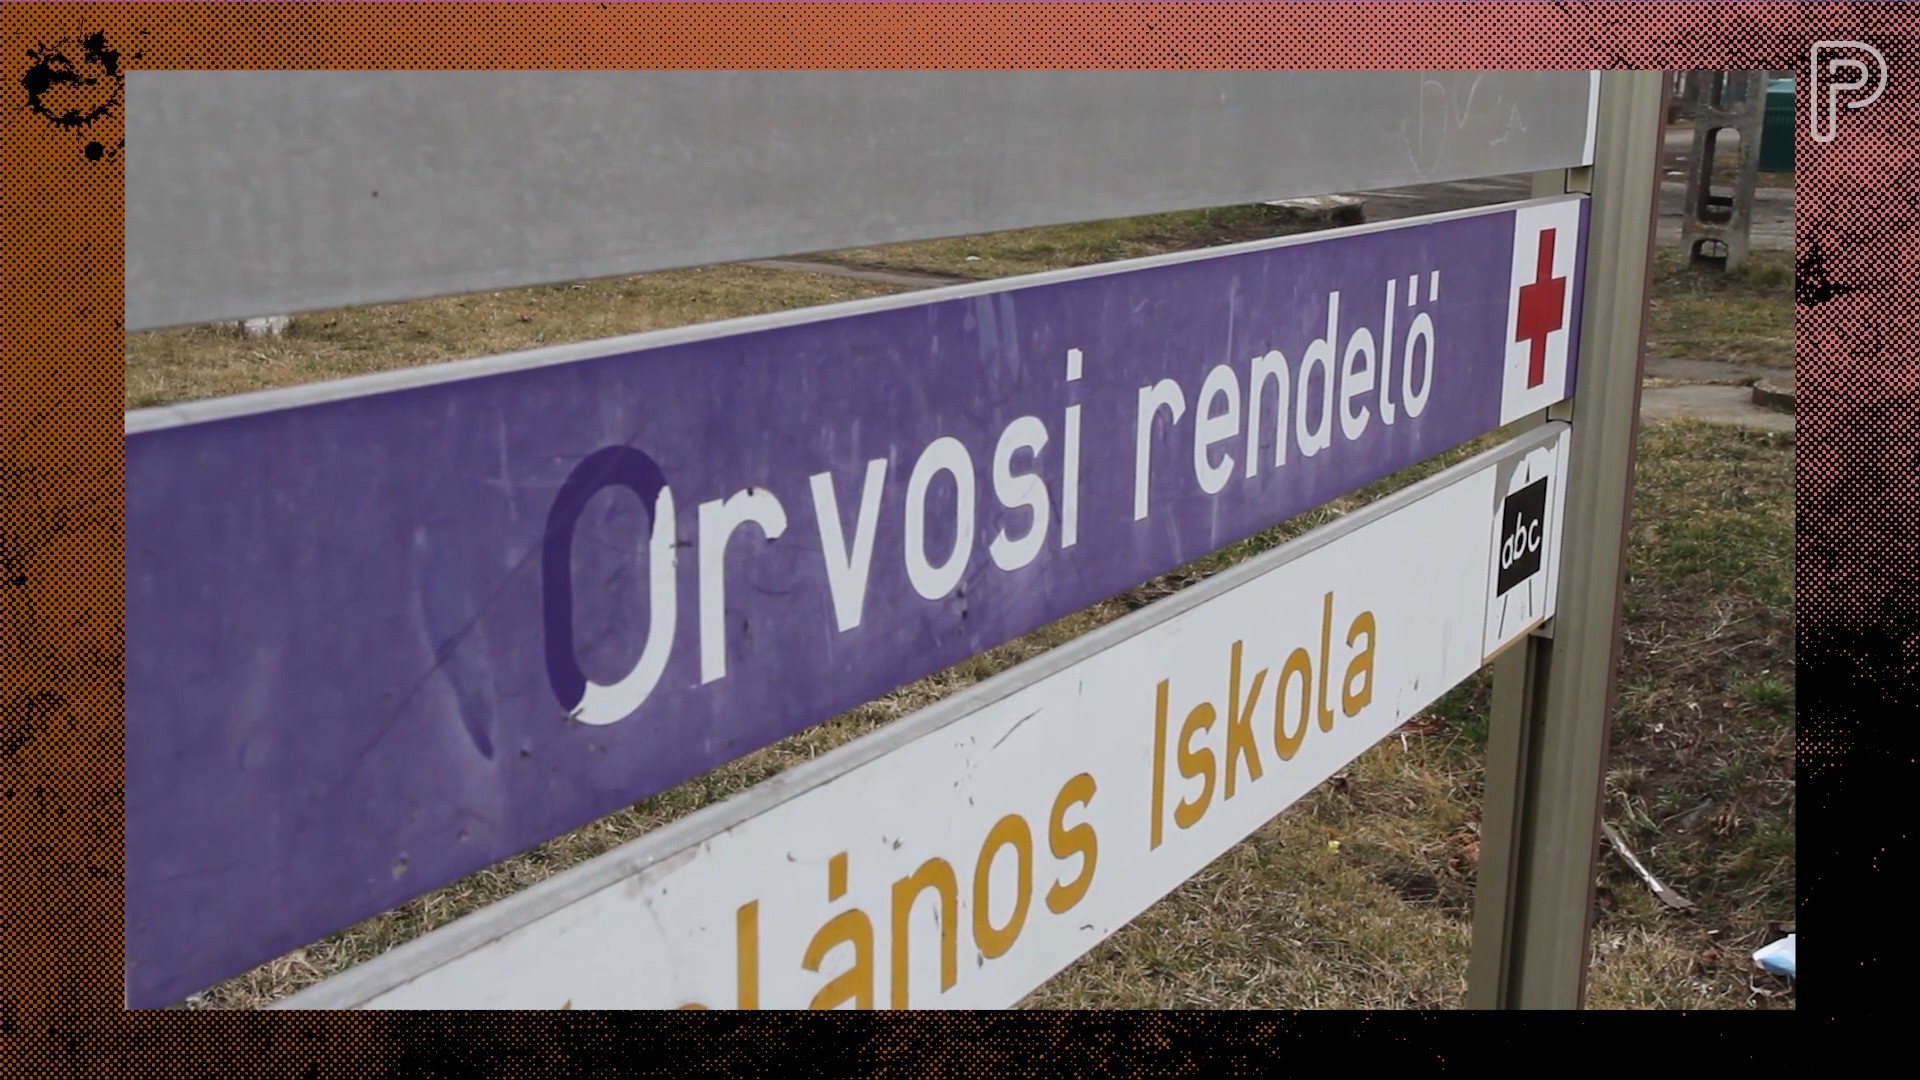 Orvosi rendelö
abc
lános Iskola